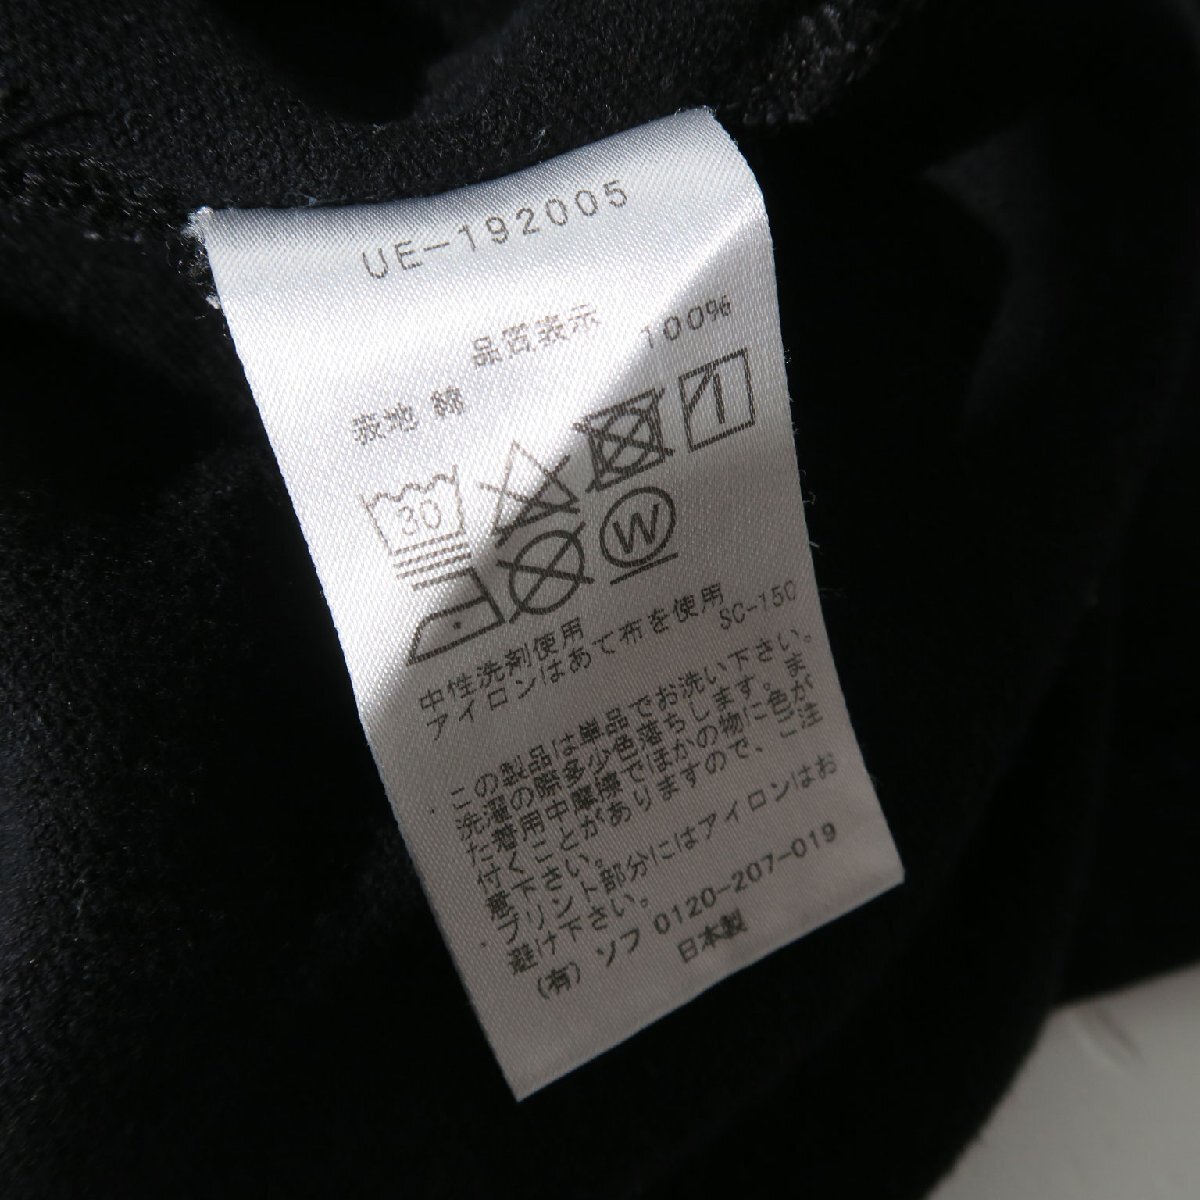 UE-192005
品質表示
表地 綿 100%
30
W
中性洗剤使用
アイロンはあて布を使用
SC-150
・この製品は単品でお洗い下さい。
洗濯の際多少色落ちします。ま
た着用中と摩擦でほかの物に色が
付くことがありますので、ご注
意下さい。
・プリント部分にはアイロンはお
避け下さい。
(有) ソフ 0120-207-019
日本製